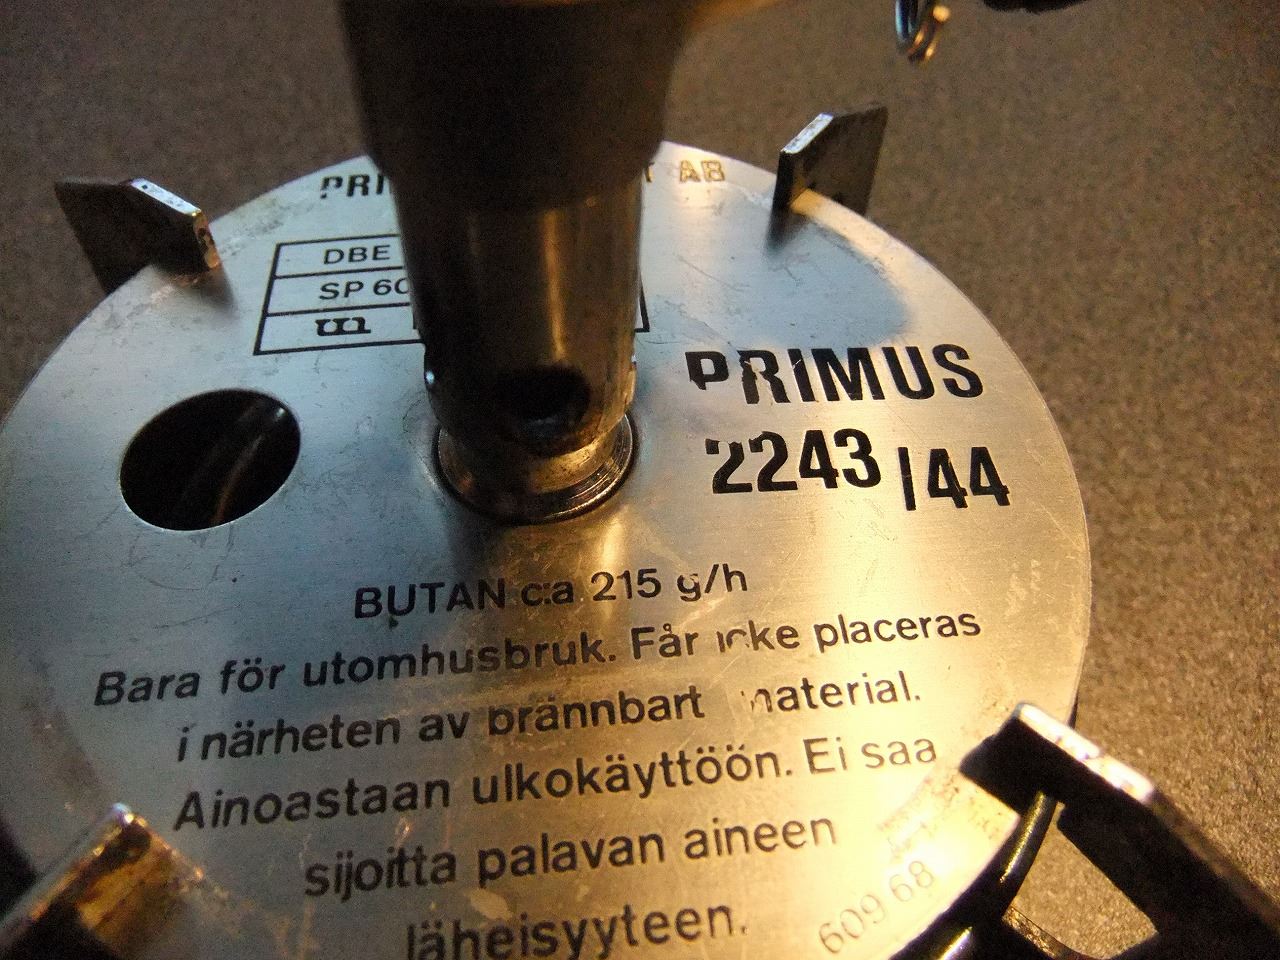 PRI T AB
DBE
SP 60
PRIMUS
2243/44
BUTAN c:a 215 g/h
Bara för utomhusbruk. Får icke placeras
i närheten av brännbart material.
Ainoastaan ulkokäyttöön. Ei saa
sijoitta palavan aineen
läheisyyteen.
609 68